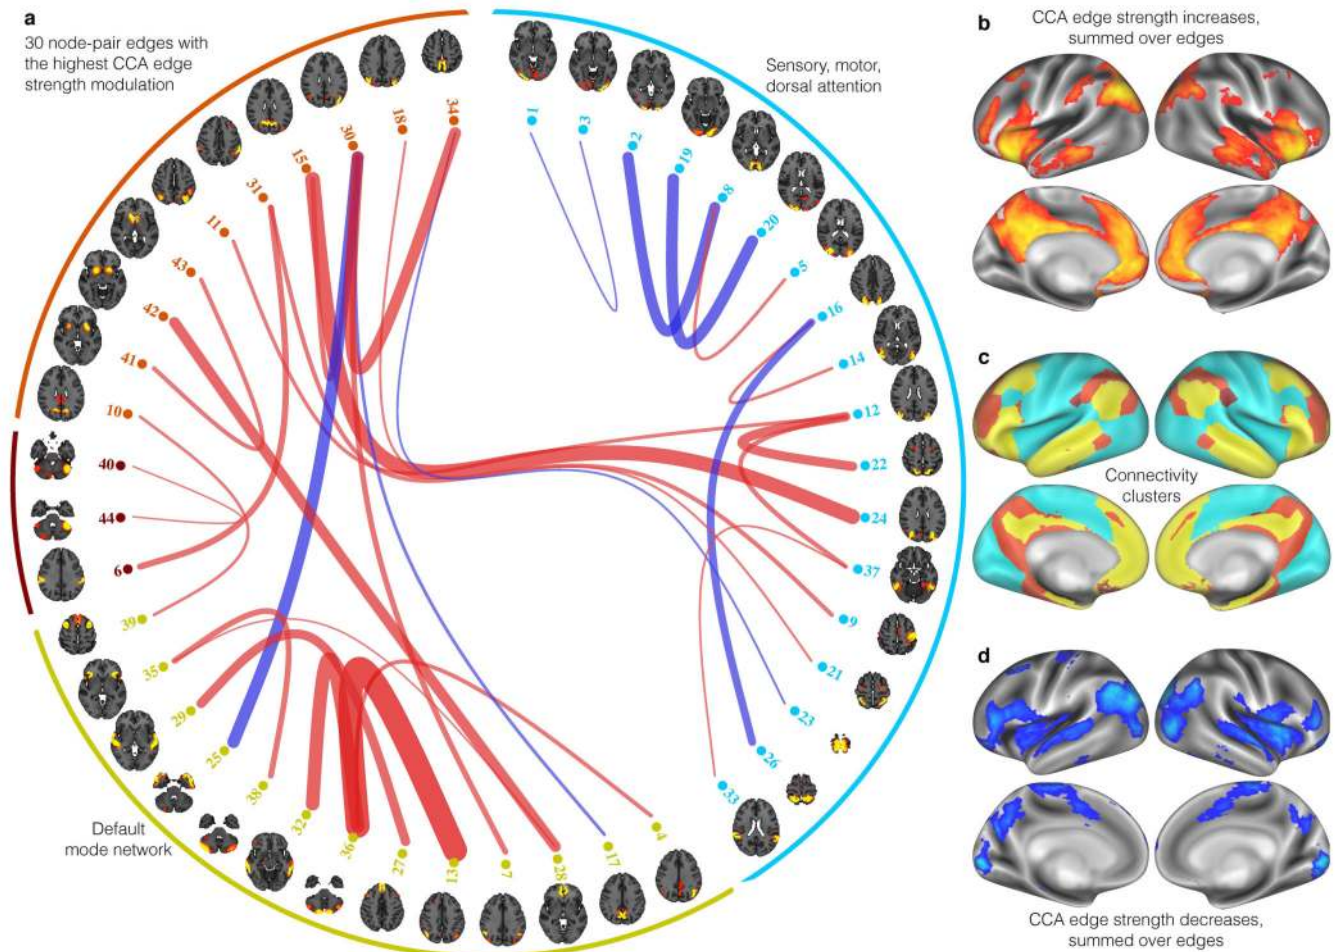 a
30 node-pair edges with
the highest CCA edge
strength modulation
Sensory, motor,
dorsal attention
Default
mode network
34
18
30
15
31
11
43
42
41
10
40
44
6
39
35
29
25
38
32
36
27
13
7
28
17
4
1
3
2
19
8
20
5
16
14
12
22
24
37
9
21
23
26
33
b
CCA edge strength increases,
summed over edges
c
Connectivity
clusters
d
CCA edge strength decreases,
summed over edges